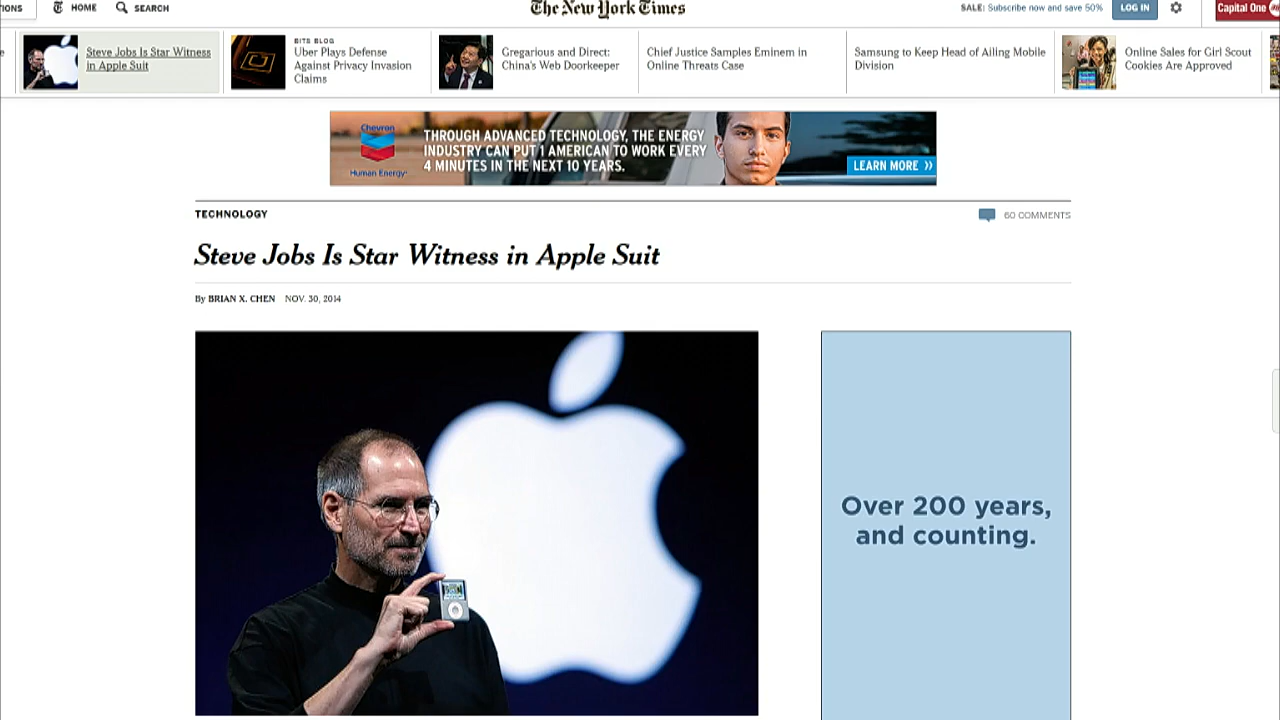 IONS
HOME
SEARCH
The New York Times
SALE: Subscribe now and save 50%
LOG IN
Capital One
e
Steve Jobs Is Star Witness
in Apple Suit
BITS BLOG
Uber Plays Defense
Against Privacy Invasion
Claims
Gregarious and Direct:
China's Web Doorkeeper
Chief Justice Samples Eminem in
Online Threats Case
Samsung to Keep Head of Ailing Mobile
Division
Online Sales for Girl Scout
Cookies Are Approved
Chevron
Human Energy®
THROUGH ADVANCED TECHNOLOGY, THE ENERGY
INDUSTRY CAN PUT 1 AMERICAN TO WORK EVERY
4 MINUTES IN THE NEXT 10 YEARS.
LEARN MORE »
TECHNOLOGY
60 COMMENTS
Steve Jobs Is Star Witness in Apple Suit
By BRIAN X. CHEN NOV. 30, 2014
Over 200 years,
and counting.